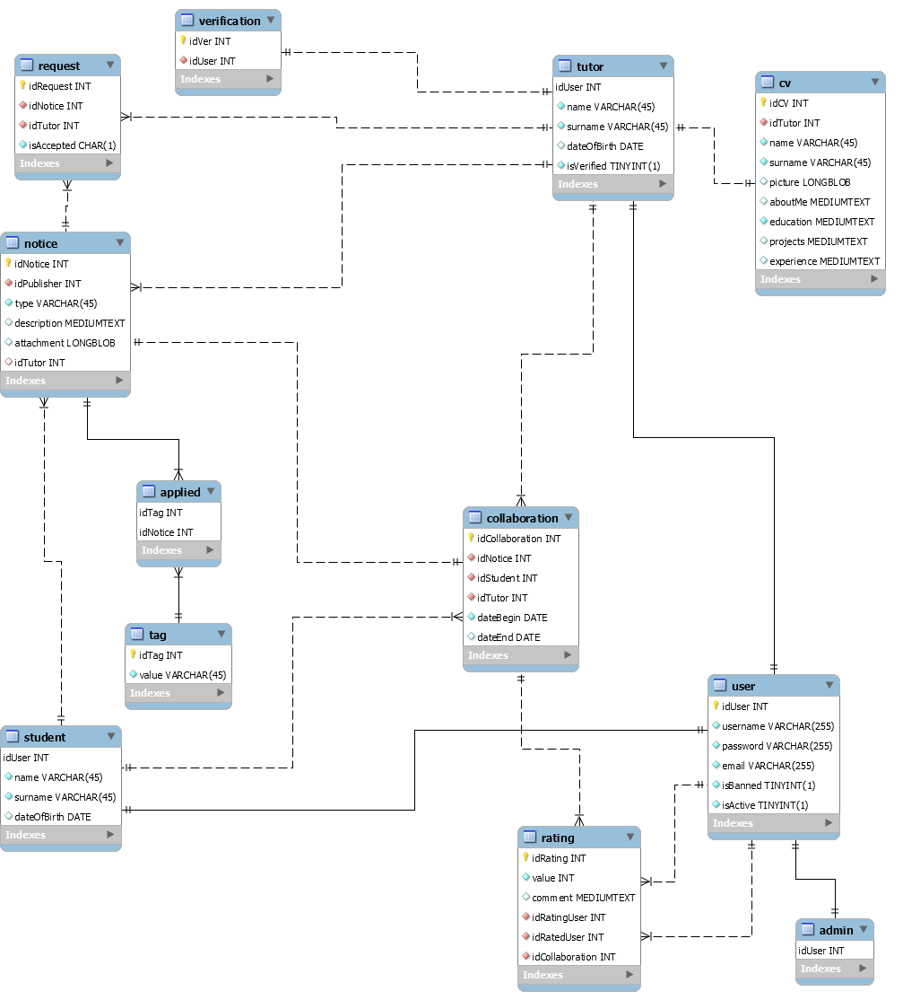 verification
idVer INT
idUser INT
Indexes
request
idRequest INT
idNotice INT
idTutor INT
isAccepted CHAR(1)
Indexes
tutor
idUser INT
name VARCHAR(45)
surname VARCHAR(45)
dateOfBirth DATE
isVerified TINYINT(1)
Indexes
cv
idCV INT
idTutor INT
name VARCHAR(45)
surname VARCHAR(45)
picture LONGBLOB
aboutMe MEDIUMTEXT
education MEDIUMTEXT
projects MEDIUMTEXT
experience MEDIUMTEXT
Indexes
notice
idNotice INT
idPublisher INT
type VARCHAR(45)
description MEDIUMTEXT
attachment LONGBLOB
idTutor INT
Indexes
applied
idTag INT
idNotice INT
Indexes
collaboration
idCollaboration INT
idNotice INT
idStudent INT
idTutor INT
dateBegin DATE
dateEnd DATE
Indexes
tag
idTag INT
value VARCHAR(45)
Indexes
user
idUser INT
username VARCHAR(255)
password VARCHAR(255)
email VARCHAR(255)
isBanned TINYINT(1)
isActive TINYINT(1)
Indexes
student
idUser INT
name VARCHAR(45)
surname VARCHAR(45)
dateOfBirth DATE
Indexes
rating
idRating INT
value INT
comment MEDIUMTEXT
idRatingUser INT
idRatedUser INT
idCollaboration INT
Indexes
admin
idUser INT
Indexes